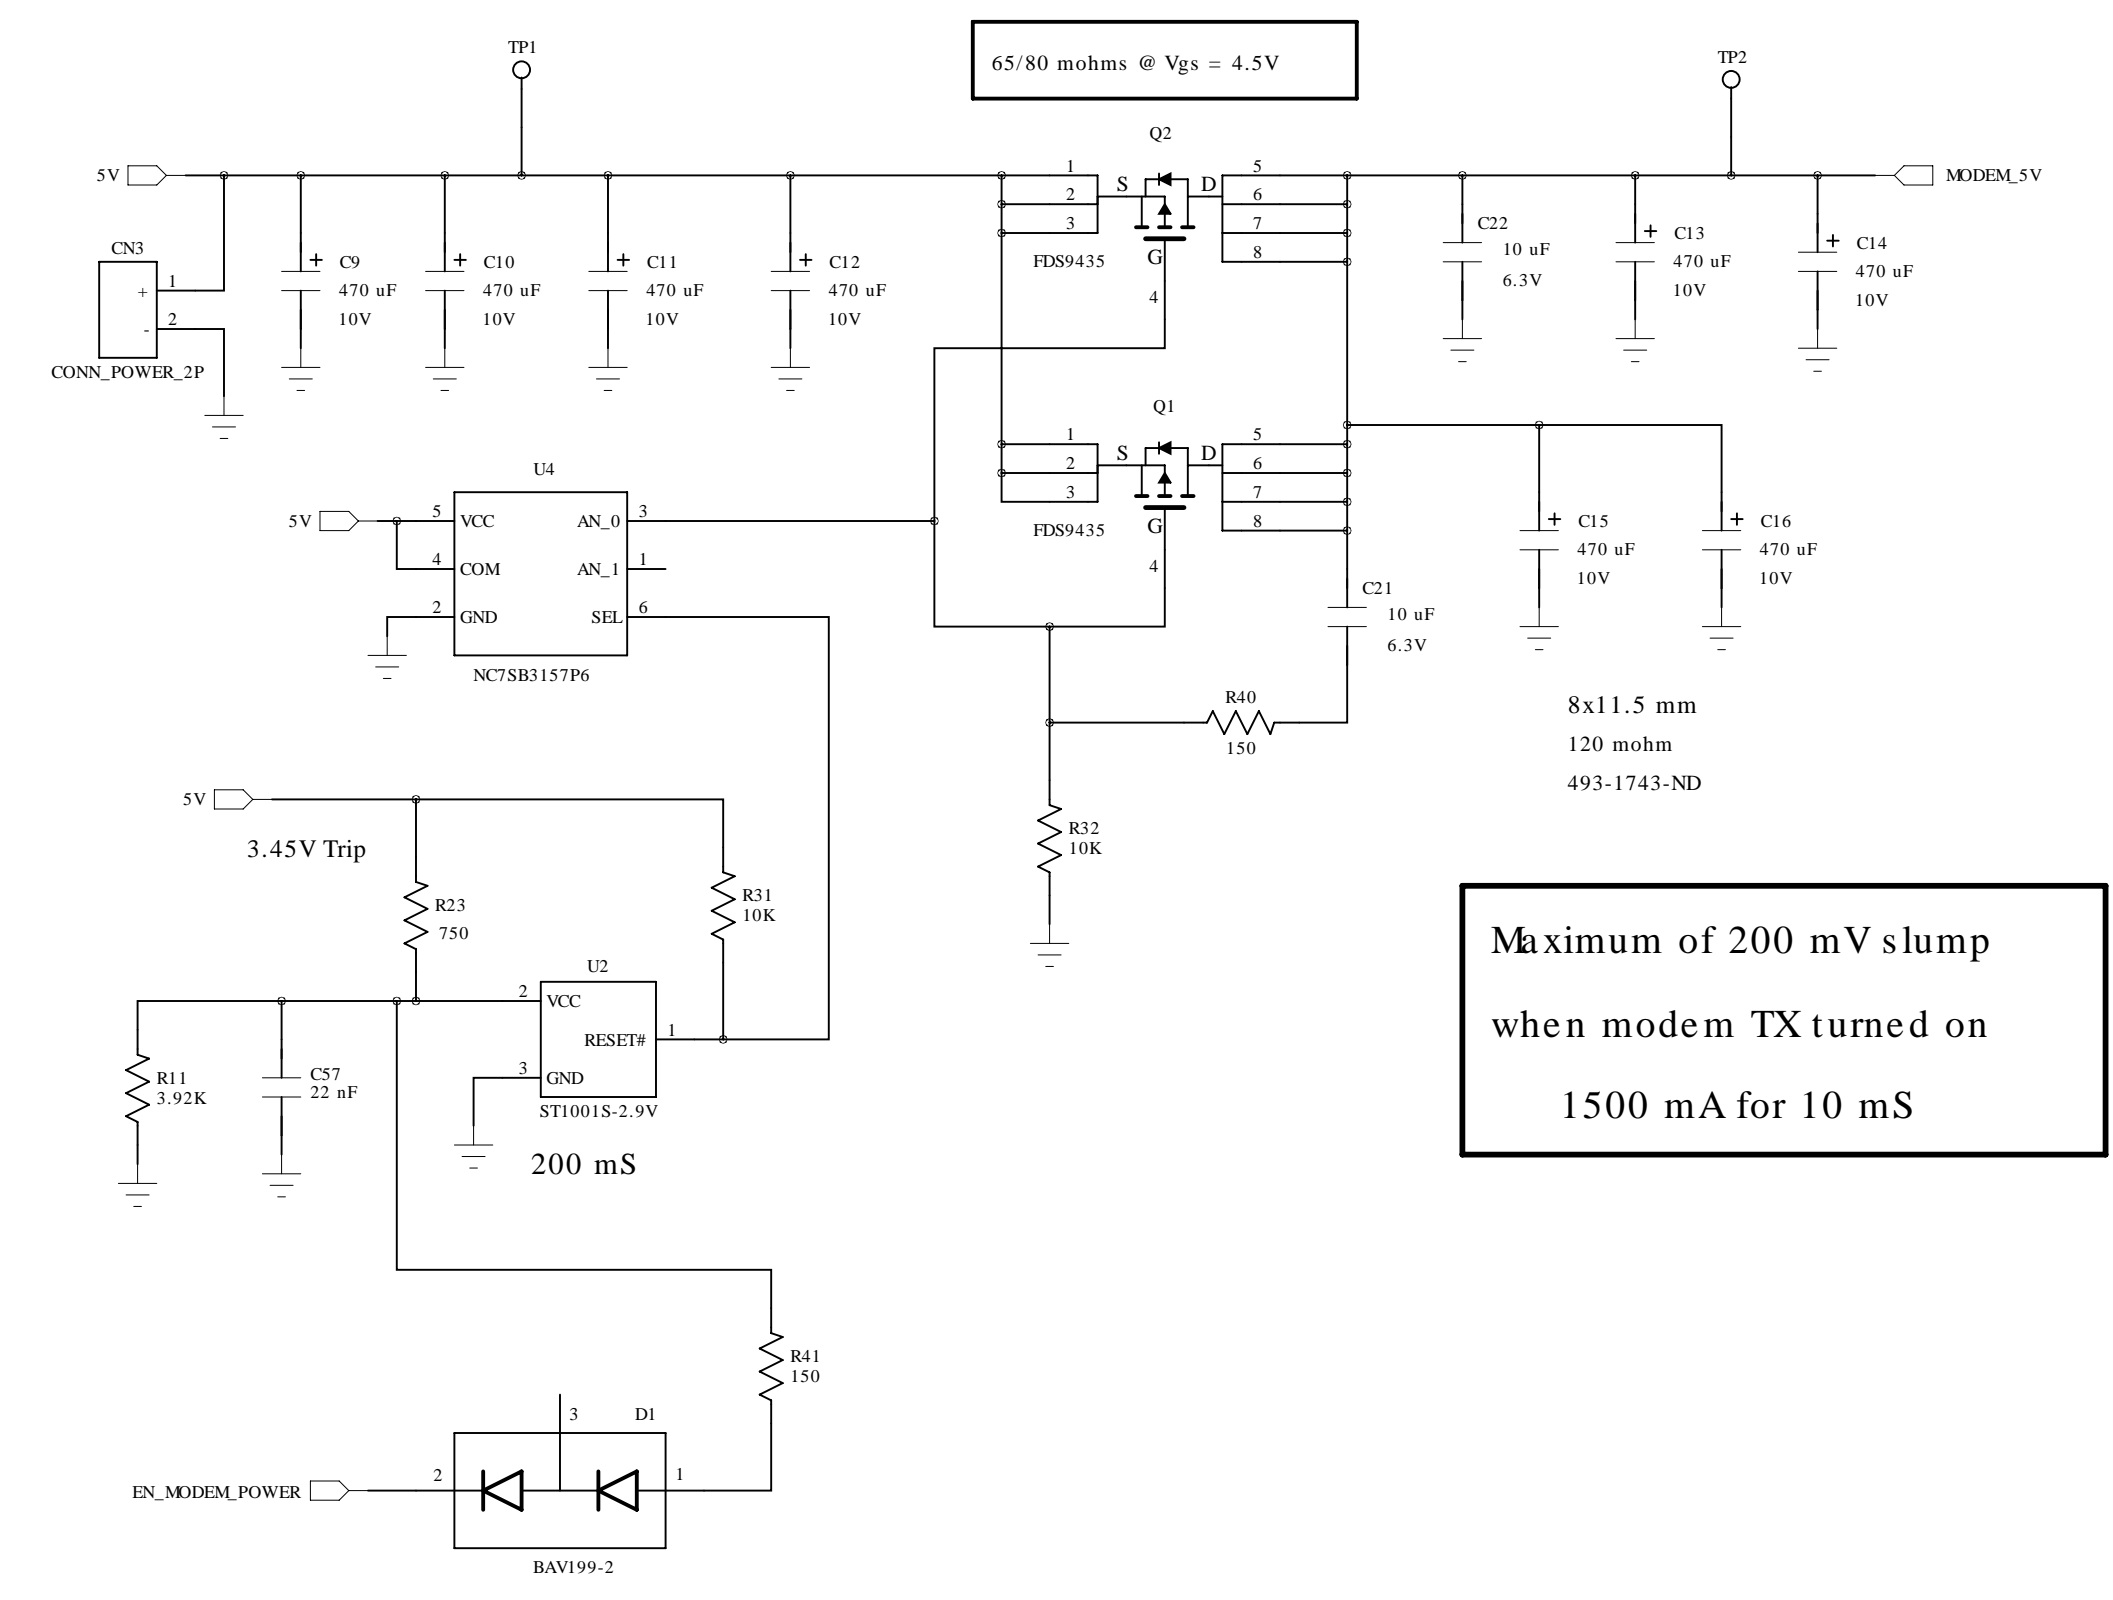 TP1
65/80 mohms @ Vgs = 4.5V
TP2
Q2
5V
1
2
3
S
D
G
4
5
6
7
8
FDS9435
MODEM_5V
CN3
+
-
1
2
CONN_POWER_2P
+
C9
470 uF
10V
+
C10
470 uF
10V
+
C11
470 uF
10V
+
C12
470 uF
10V
C22
10 uF
6.3V
+
C13
470 uF
10V
+
C14
470 uF
10V
Q1
1
2
3
S
D
G
4
5
6
7
8
FDS9435
U4
5V
5
VCC
AN_0
3
4
COM
AN_1
1
2
GND
SEL
6
NC7SB3157P6
+
C15
470 uF
10V
+
C16
470 uF
10V
C21
10 uF
6.3V
R40
150
8x11.5 mm
120 mohm
493-1743-ND
R32
10K
5V
3.45V Trip
R23
750
R31
10K
U2
2
VCC
RESET#
1
3
GND
ST1001S-2.9V
200 mS
R11
3.92K
C57
22 nF
Maximum of 200 mV slump
when modem TX turned on
1500 mA for 10 mS
R41
150
3
D1
EN_MODEM_POWER
2
1
BAV199-2